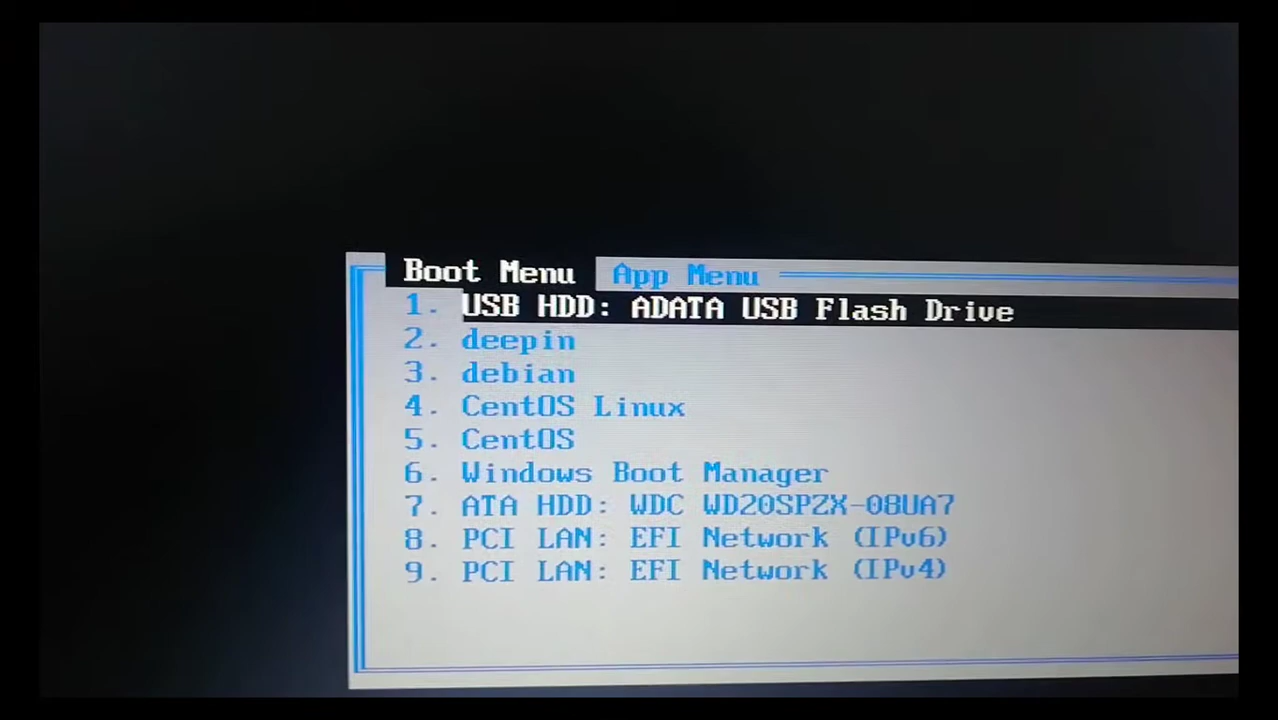 Boot Menu App Menu
1. USB HDD: ADATA USB Flash Drive
2. deepin
3. debian
4. CentOS Linux
5. CentOS
6. Windows Boot Manager
7. ATA HDD: WDC WD20SPZX-08UA7
8. PCI LAN: EFI Network (IPv6)
9. PCI LAN: EFI Network (IPv4)